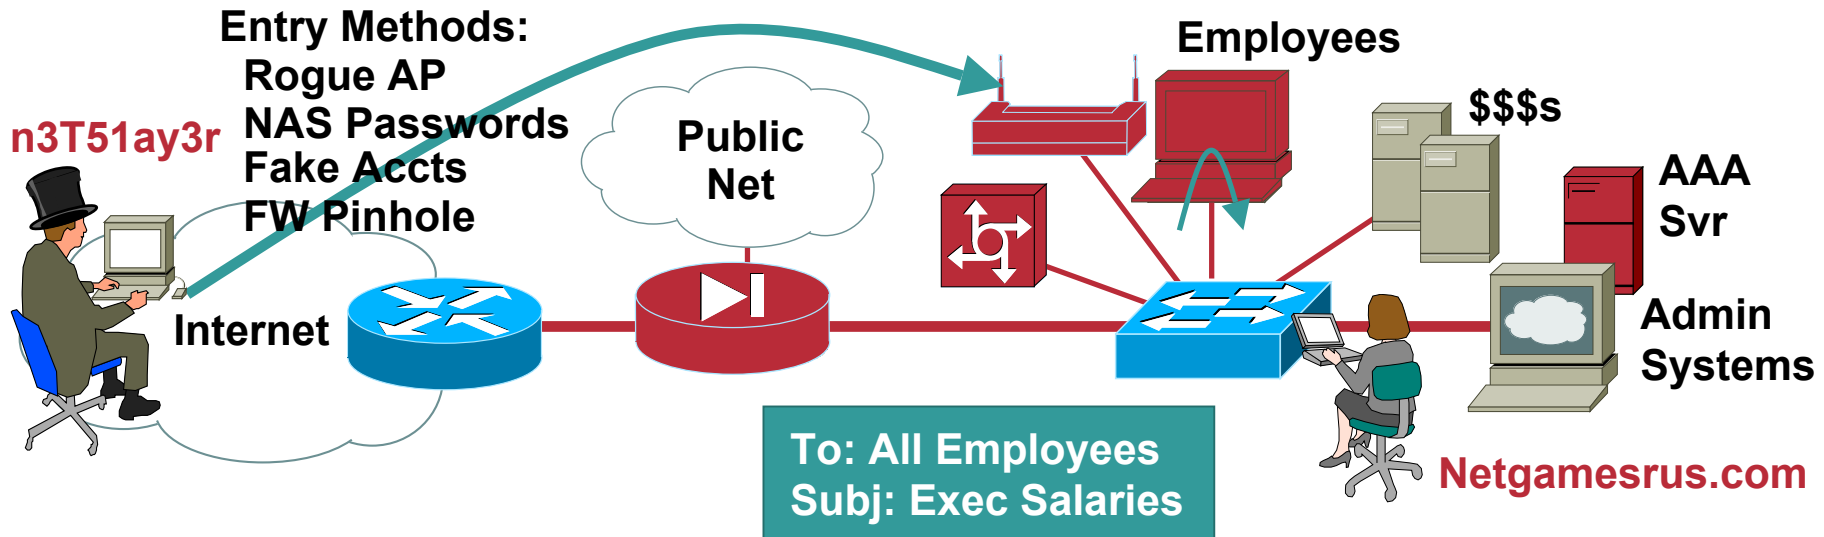 Entry Methods:
Rogue AP
NAS Passwords
Fake Accts
FW Pinhole
n3T51ay3r
Internet
Public
Net
Employees
$$$s
AAA
Svr
Admin
Systems
To: All Employees
Subj: Exec Salaries
Netgamesrus.com